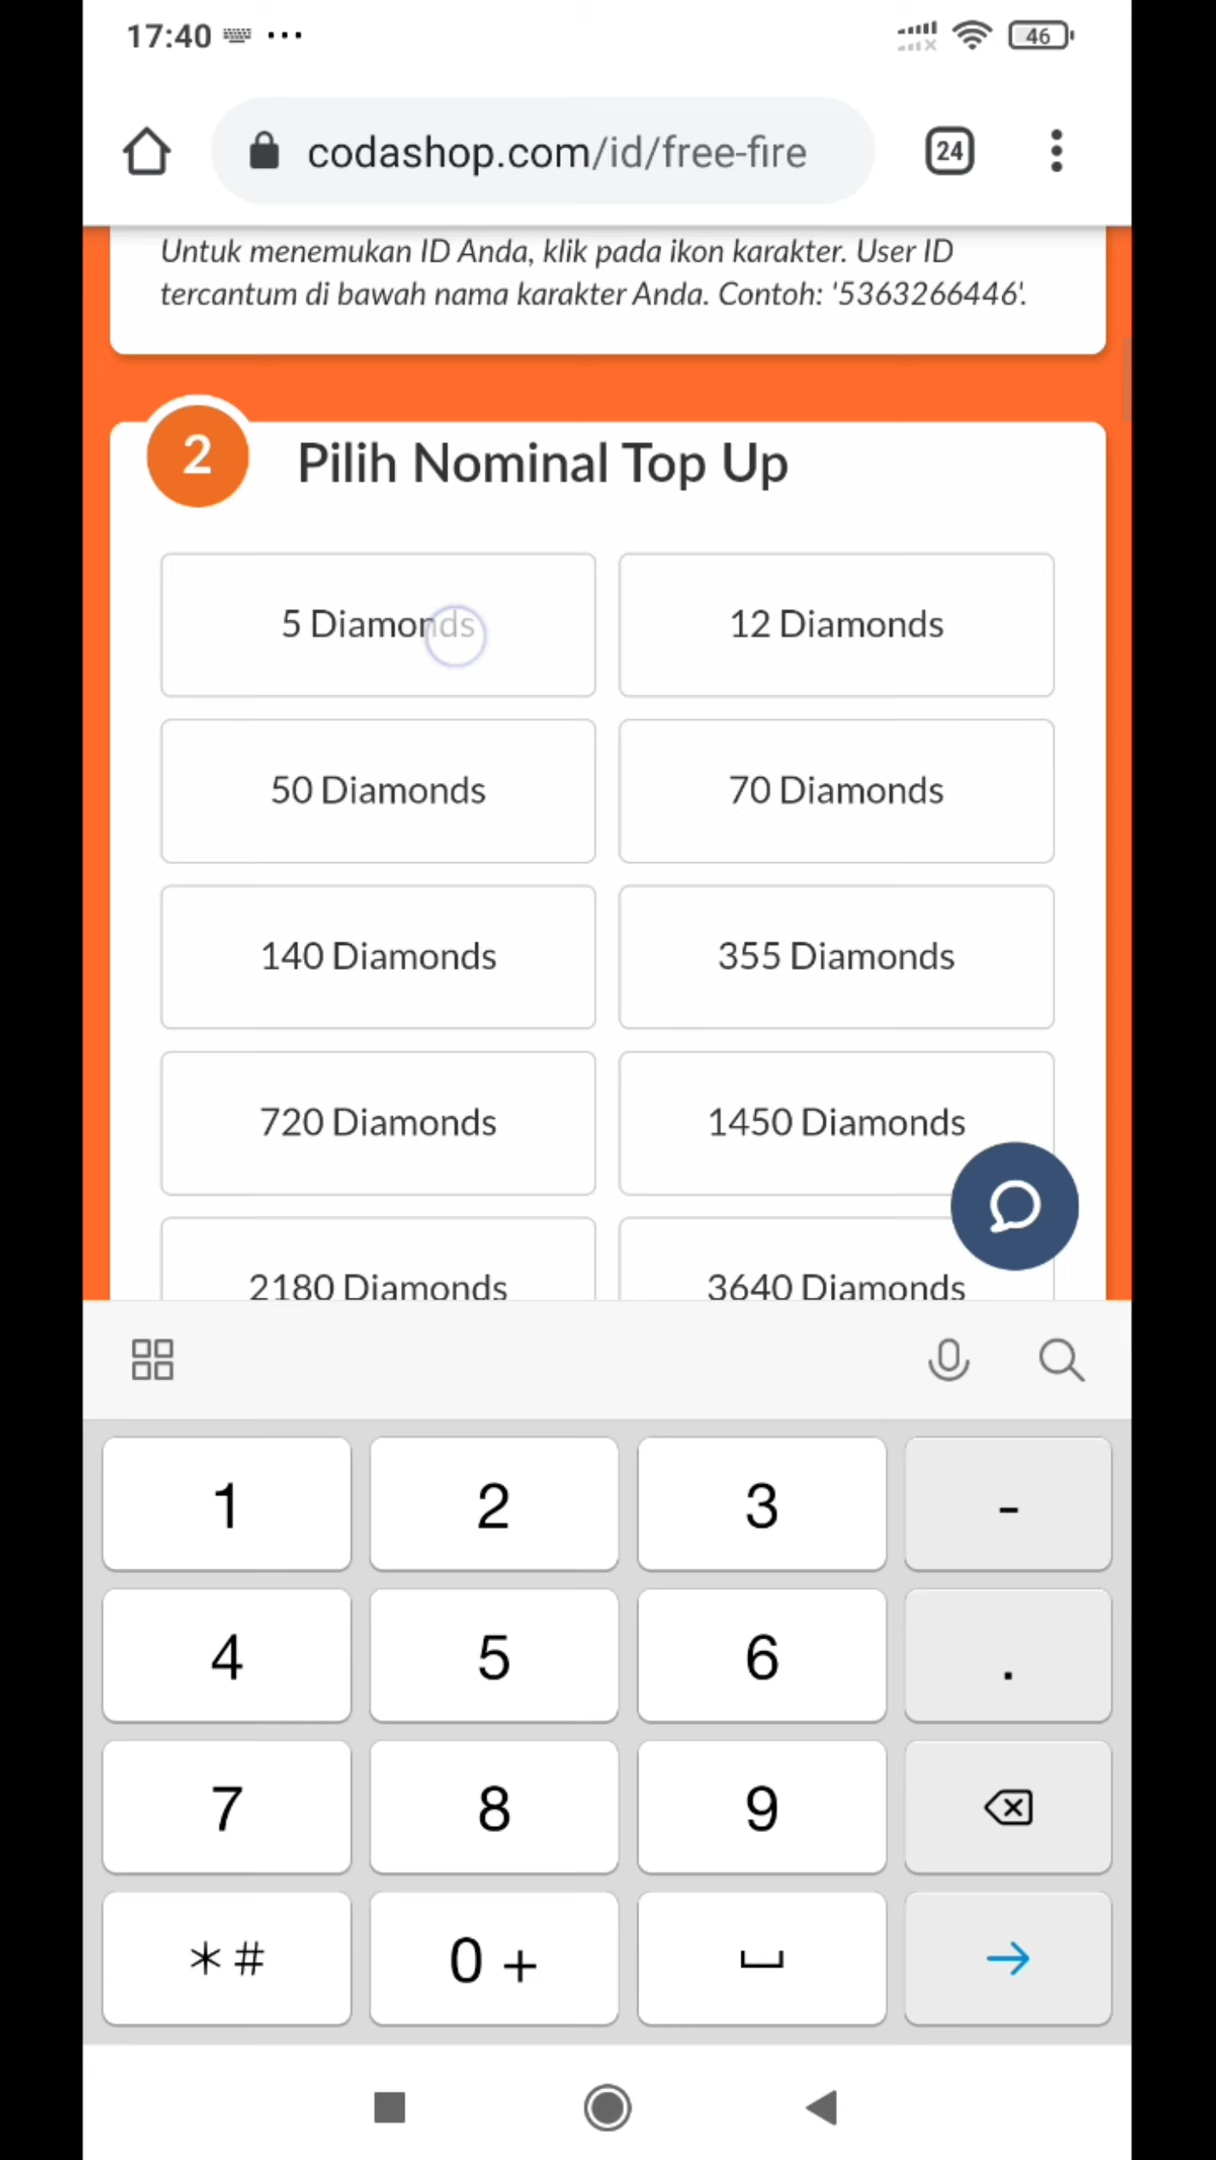 17:40 ...
46
codashop.com/id/free-fire
24
Untuk menemukan ID Anda, klik pada ikon karakter. User ID
tercantum di bawah nama karakter Anda. Contoh: '5363266446'.
2
Pilih Nominal Top Up
5 Diamonds
12 Diamonds
50 Diamonds
70 Diamonds
140 Diamonds
355 Diamonds
720 Diamonds
1450 Diamonds
2180 Diamonds
3640 Diamonds
1 2 3 -
4 5 6 .
7 8 9
* # 0 +